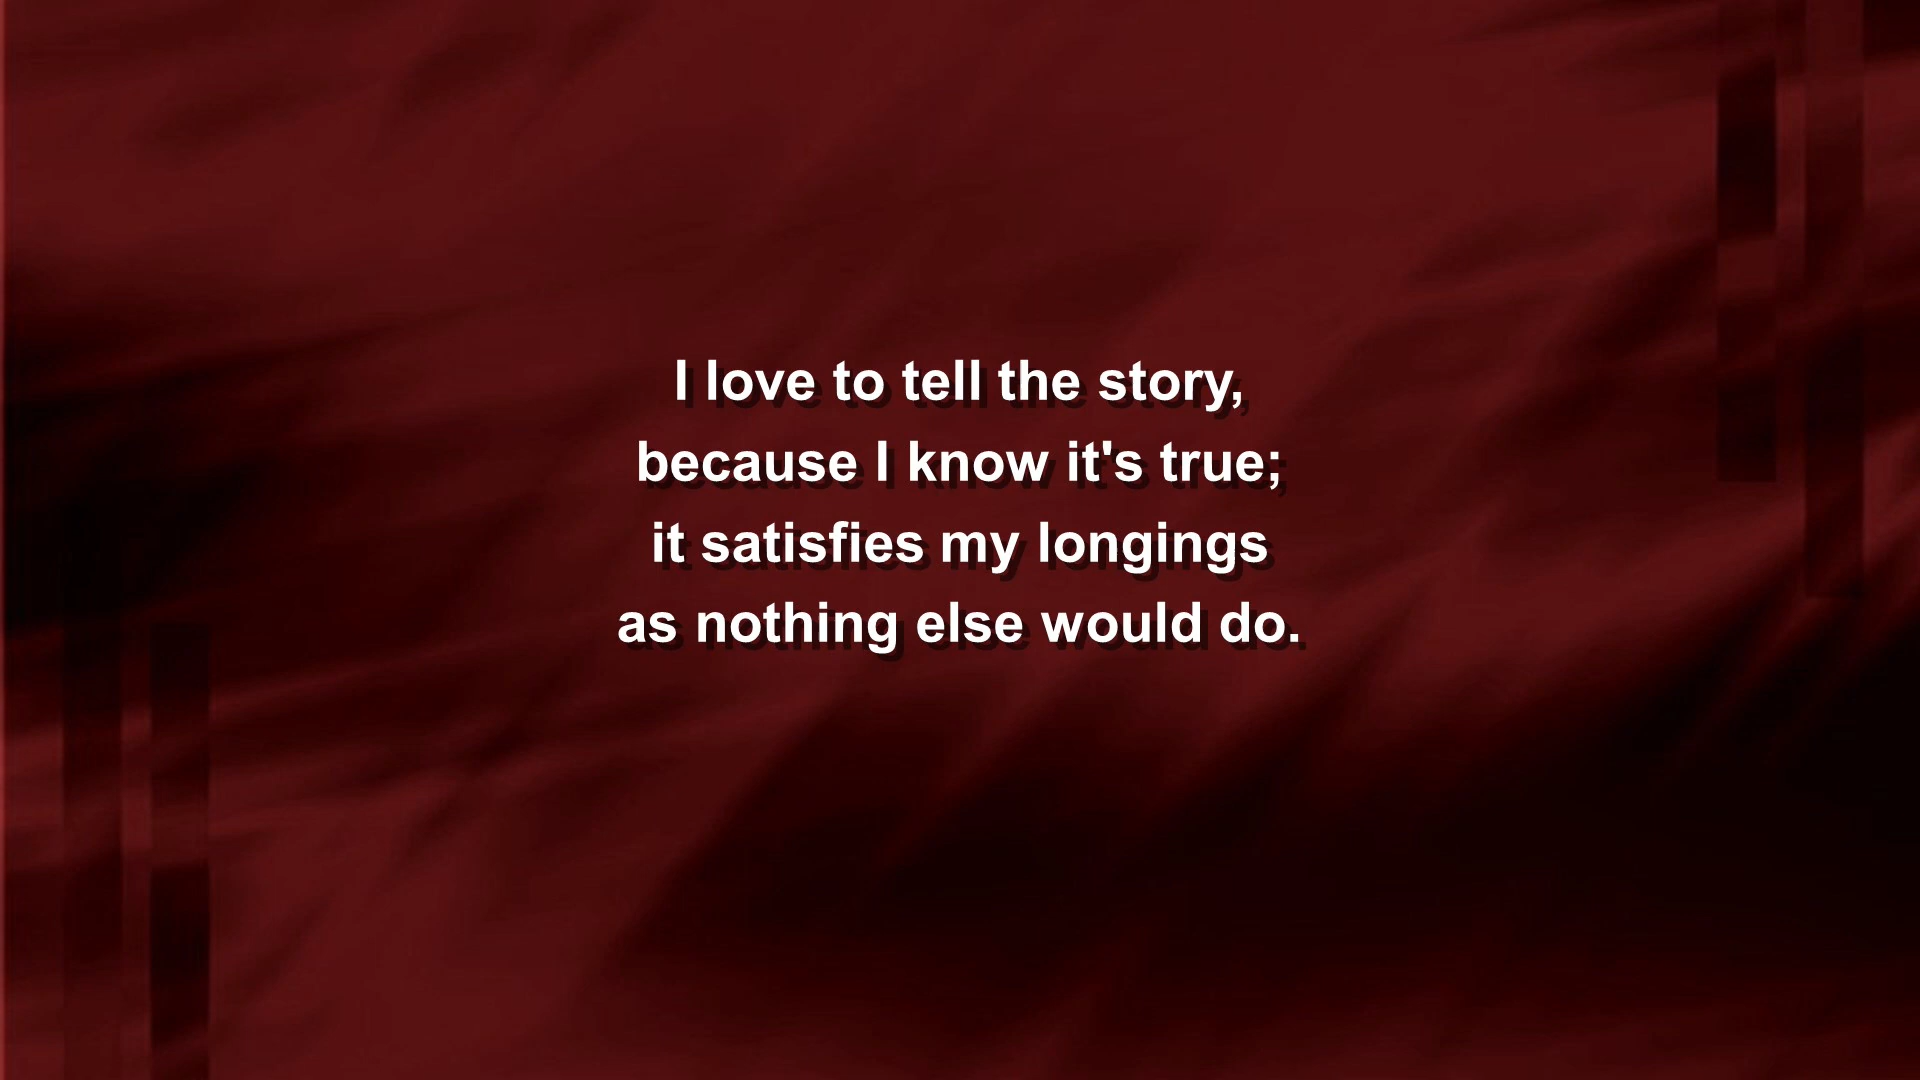 I love to tell the story,
because I know it's true;
it satisfies my longings
as nothing else would do.